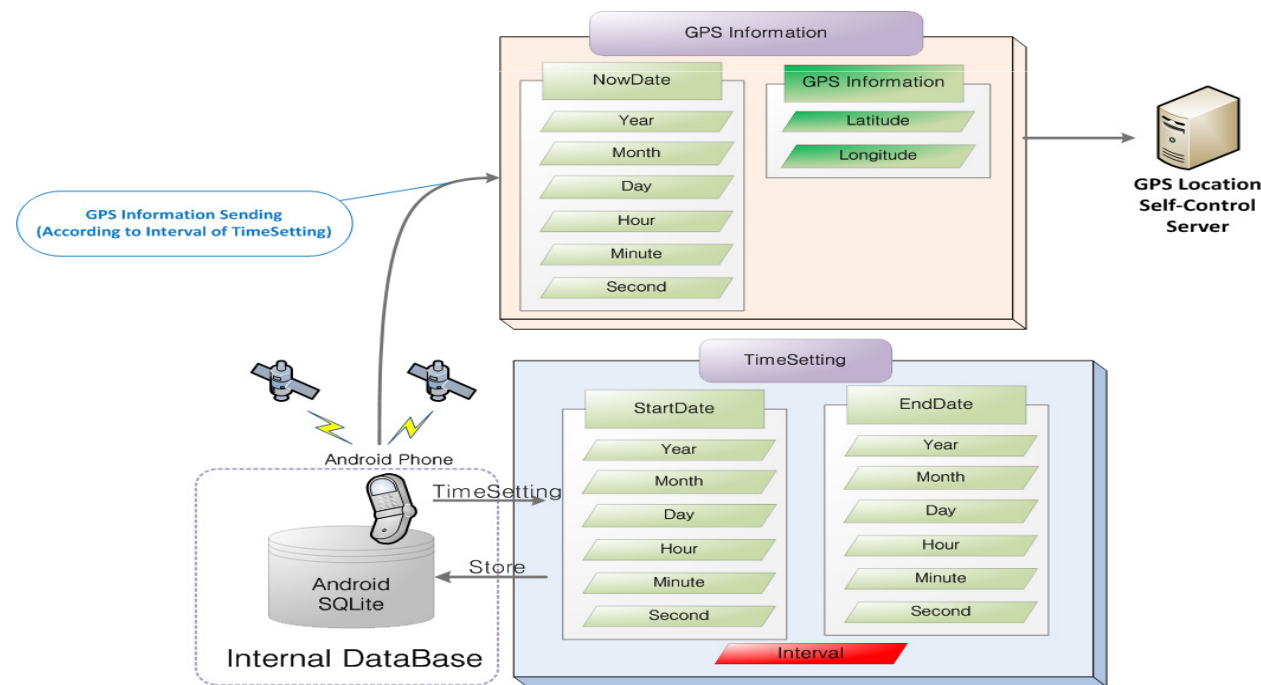 GPS Information
NowDate
Year
Month
Day
Hour
Minute
Second
GPS Information
Latitude
Longitude
GPS Location
Self-Control
Server
GPS Information Sending
(According to Interval of TimeSetting)
Android Phone
TimeSetting
Store
Android
SQLite
Internal DataBase
TimeSetting
StartDate
Year
Month
Day
Hour
Minute
Second
EndDate
Year
Month
Day
Hour
Minute
Second
Interval